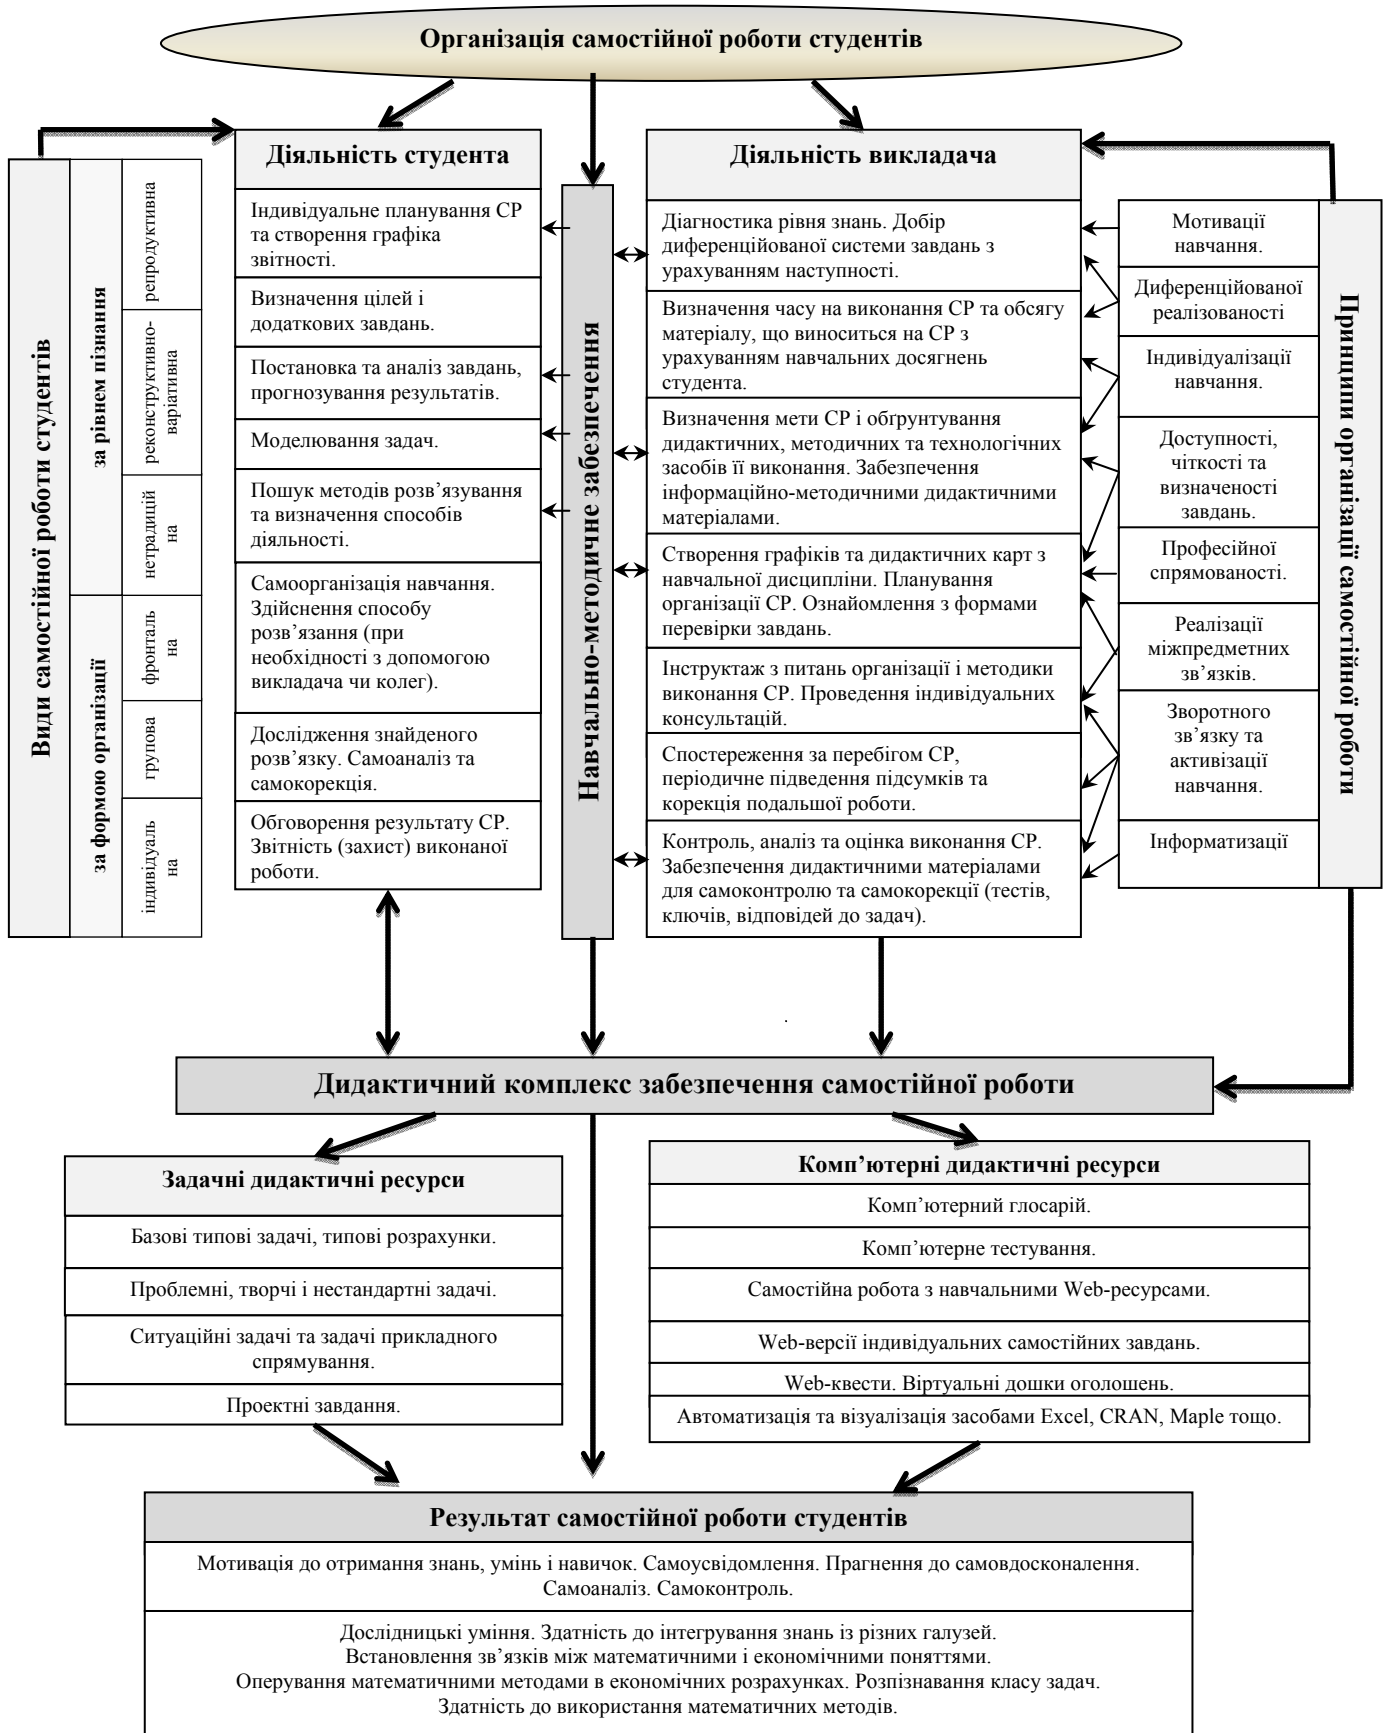 Організація самостійної роботи студентів
Види самостійної роботи студентів
за рівнем пізнання
репродуктивна
реконструктивно-
варіативна
нетрадицій
на
за формою організації
фронталь
на
групова
індивідуаль
на
Діяльність студента
Індивідуальне планування СР
та створення графіка
звітності.
Визначення цілей і
додаткових завдань.
Постановка та аналіз завдань,
прогнозування результатів.
Моделювання задач.
Пошук методів розв’язування
та визначення способів
діяльності.
Самоорганізація навчання.
Здійснення способу
розв’язання (при
необхідності з допомогою
викладача чи колег).
Дослідження знайденого
розв’язку. Самоаналіз та
самокорекція.
Обговорення результату СР.
Звітність (захист) виконаної
роботи.
Навчально-методичне забезпечення
Діяльність викладача
Діагностика рівня знань. Добір
диференційованої системи завдань з
урахуванням наступності.
Визначення часу на виконання СР та обсягу
матеріалу, що виноситься на СР з
урахуванням навчальних досягнень
студента.
Визначення мети СР і обґрунтування
дидактичних, методичних та технологічних
засобів її виконання. Забезпечення
інформаційно-методичними дидактичними
матеріалами.
Створення графіків та дидактичних карт з
навчальної дисципліни. Планування
організації СР. Ознайомлення з формами
перевірки завдань.
Інструктаж з питань організації і методики
виконання СР. Проведення індивідуальних
консультацій.
Спостереження за перебігом СР,
періодичне підведення підсумків та
корекція подальшої роботи.
Контроль, аналіз та оцінка виконання СР.
Забезпечення дидактичними матеріалами
для самоконтролю та самокорекції (тестів,
ключів, відповідей до задач).
Мотивації
навчання.
Диференційованої
реалізованості
Індивідуалізації
навчання.
Доступності,
чіткості та
визначеності
завдань.
Професійної
спрямованості.
Реалізації
міжпредметних
зв’язків.
Зворотного
зв’язку та
активізації
навчання.
Інформатизації
Принципи організації самостійної роботи
.
Дидактичний комплекс забезпечення самостійної роботи
Задачні дидактичні ресурси
Базові типові задачі, типові розрахунки.
Проблемні, творчі і нестандартні задачі.
Ситуаційні задачі та задачі прикладного
спрямування.
Проектні завдання.
Комп’ютерні дидактичні ресурси
Комп’ютерний глосарій.
Комп’ютерне тестування.
Самостійна робота з навчальними Web-ресурсами.
Web-версії індивідуальних самостійних завдань.
Web-квести. Віртуальні дошки оголошень.
Автоматизація та візуалізація засобами Excel, CRAN, Maple тощо.
Результат самостійної роботи студентів
Мотивація до отримання знань, умінь і навичок. Самоусвідомлення. Прагнення до самовдосконалення.
Самоаналіз. Самоконтроль.
Дослідницькі уміння. Здатність до інтегрування знань із різних галузей.
Встановлення зв’язків між математичними і економічними поняттями.
Оперування математичними методами в економічних розрахунках. Розпізнавання класу задач.
Здатність до використання математичних методів.